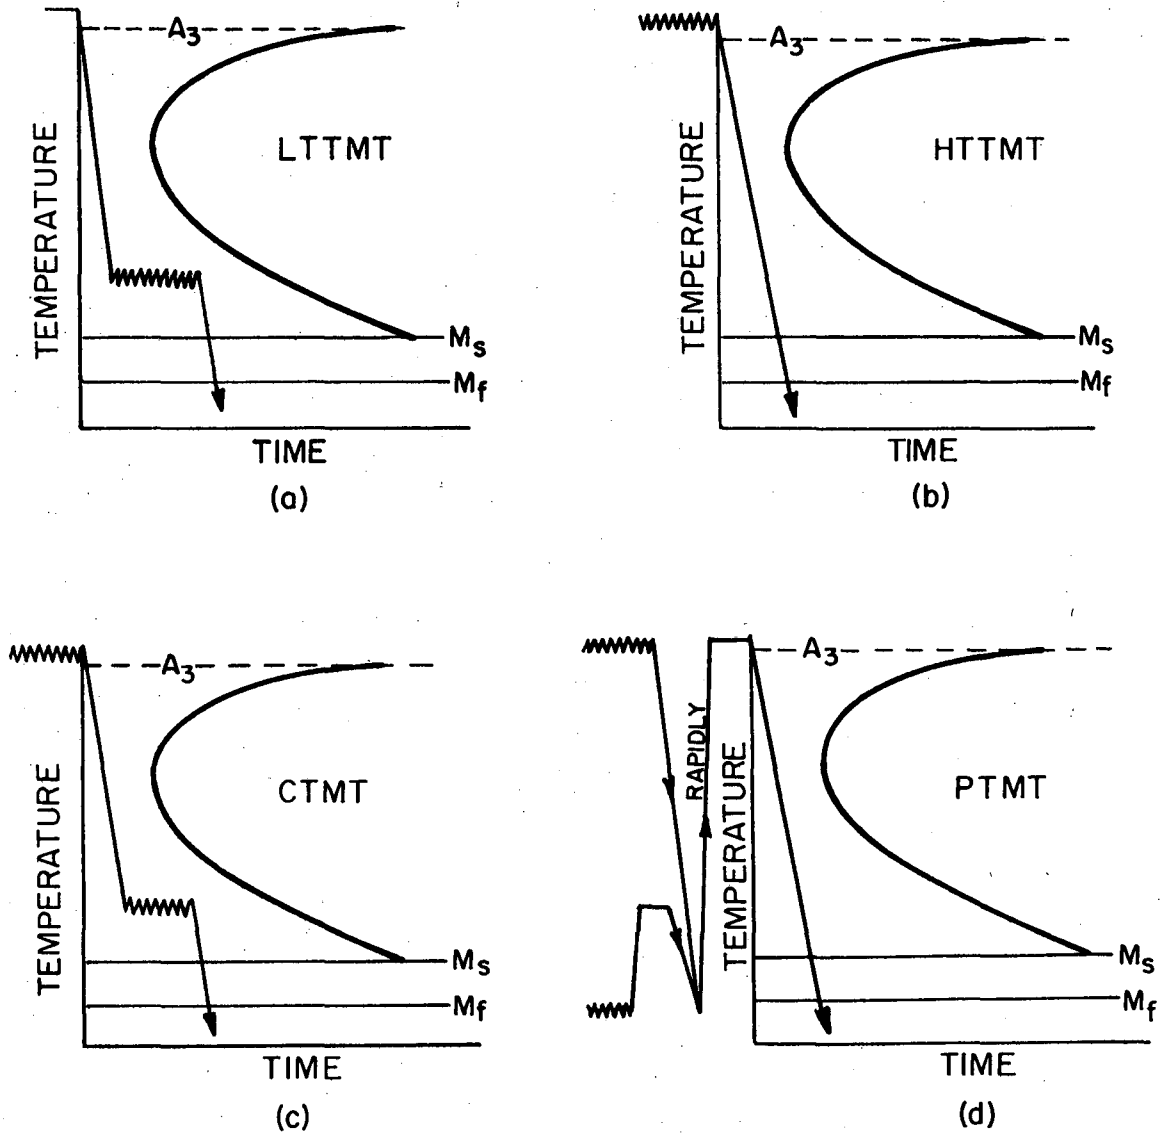 A3
LTTMT
TEMPERATURE
Ms
Mf
TIME
(a)
A3
HTTMT
TEMPERATURE
Ms
Mf
TIME
(b)
A3
CTMT
TEMPERATURE
Ms
Mf
TIME
(c)
A3
RAPIDLY
PTMT
TEMPERATURE
Ms
Mf
TIME
(d)